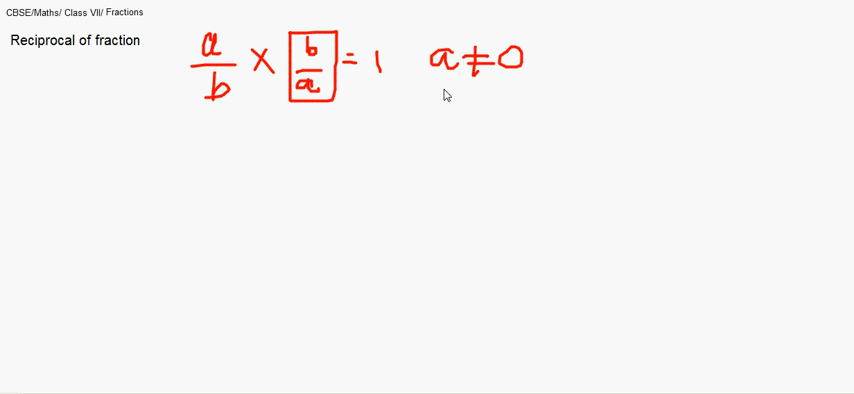 CBSE/Maths/ Class VII/ Fractions
Reciprocal of fraction
a/b × b/a = 1 a≠0